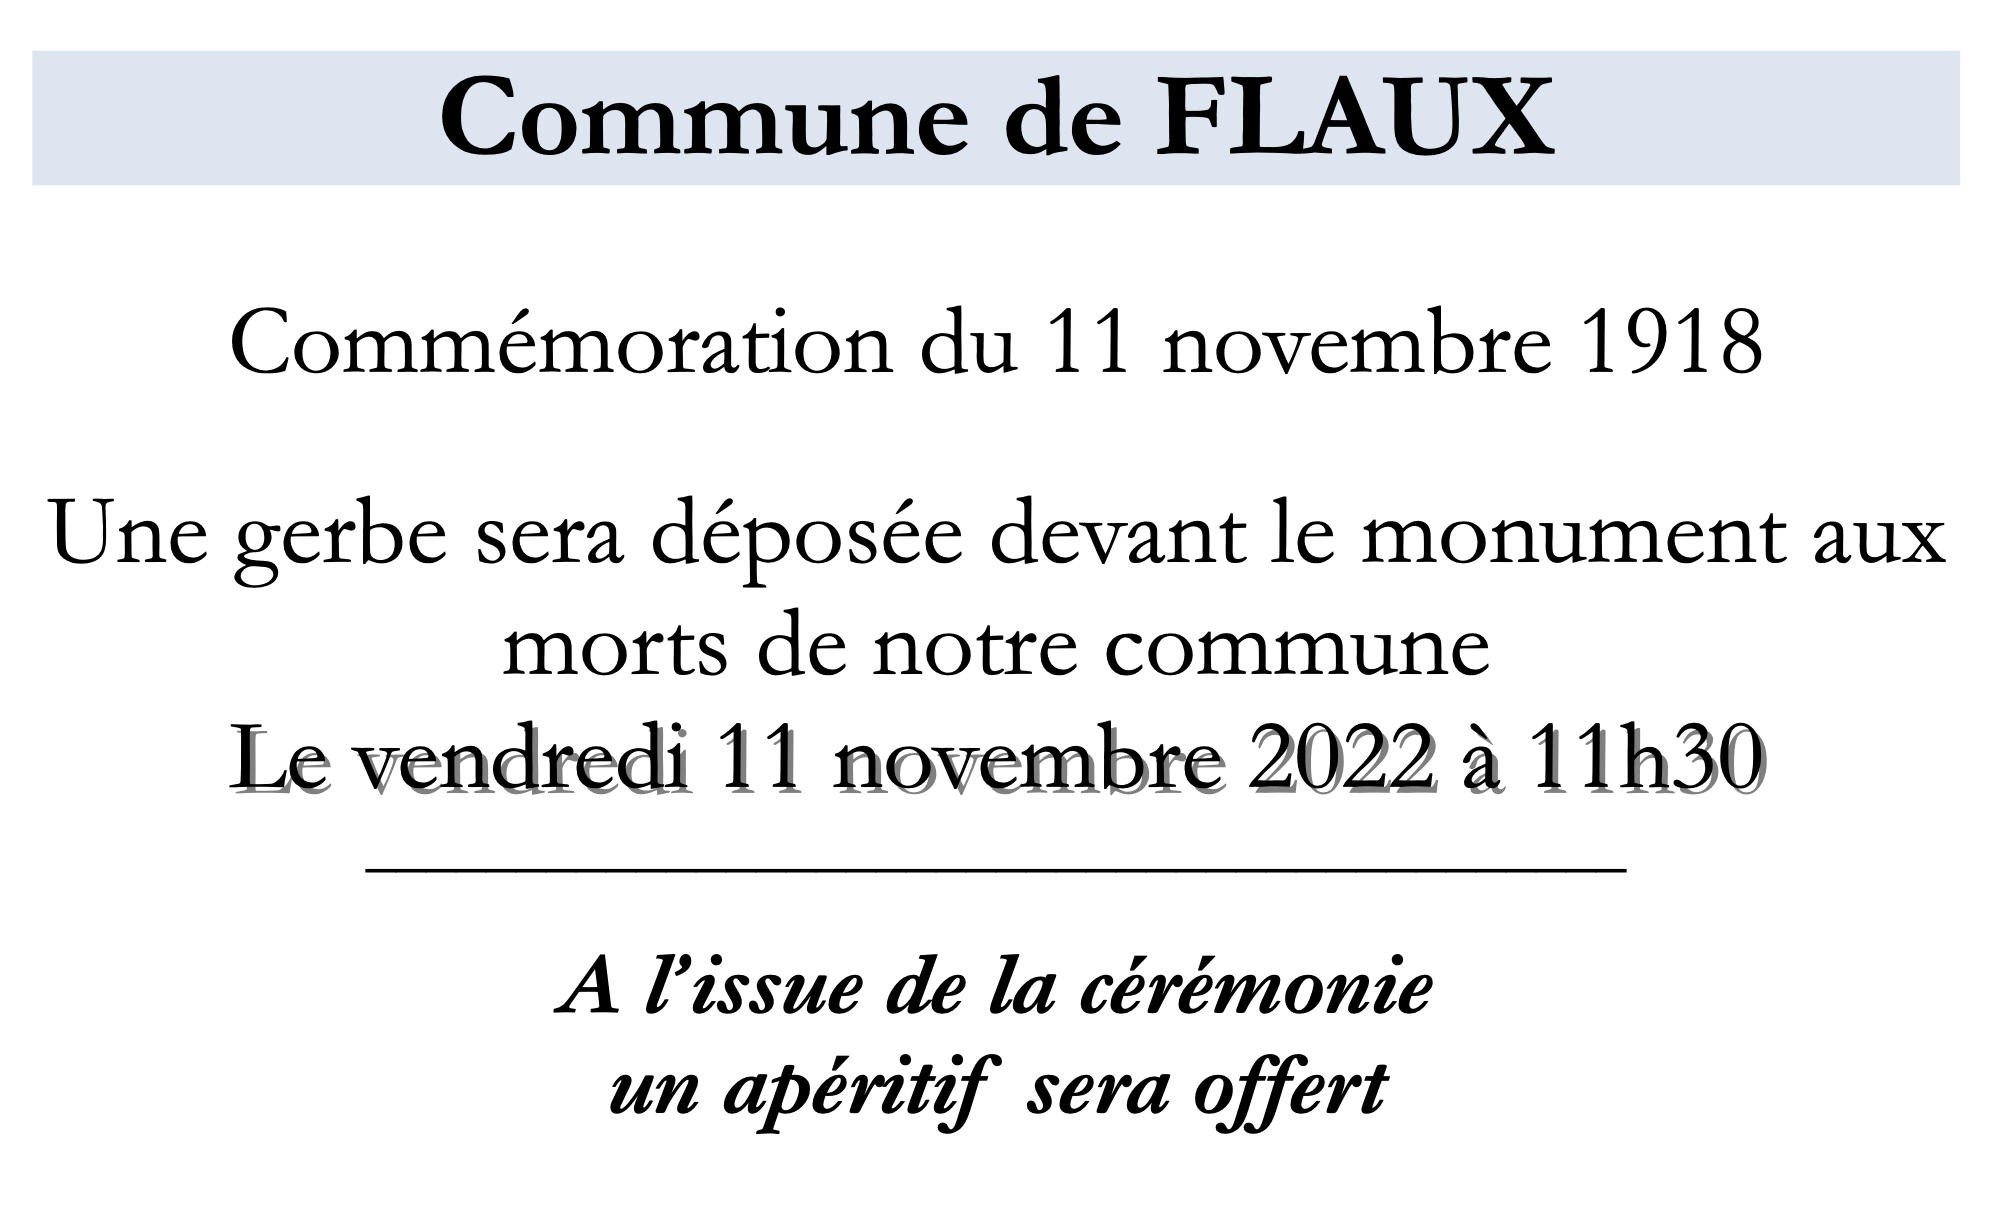 Commune de FLAUX
Commémoration du 11 novembre 1918
Une gerbe sera déposée devant le monument aux
morts de notre commune
Le vendredi 11 novembre 2022 à 11h30
A l’issue de la cérémonie
un apéritif  sera offert